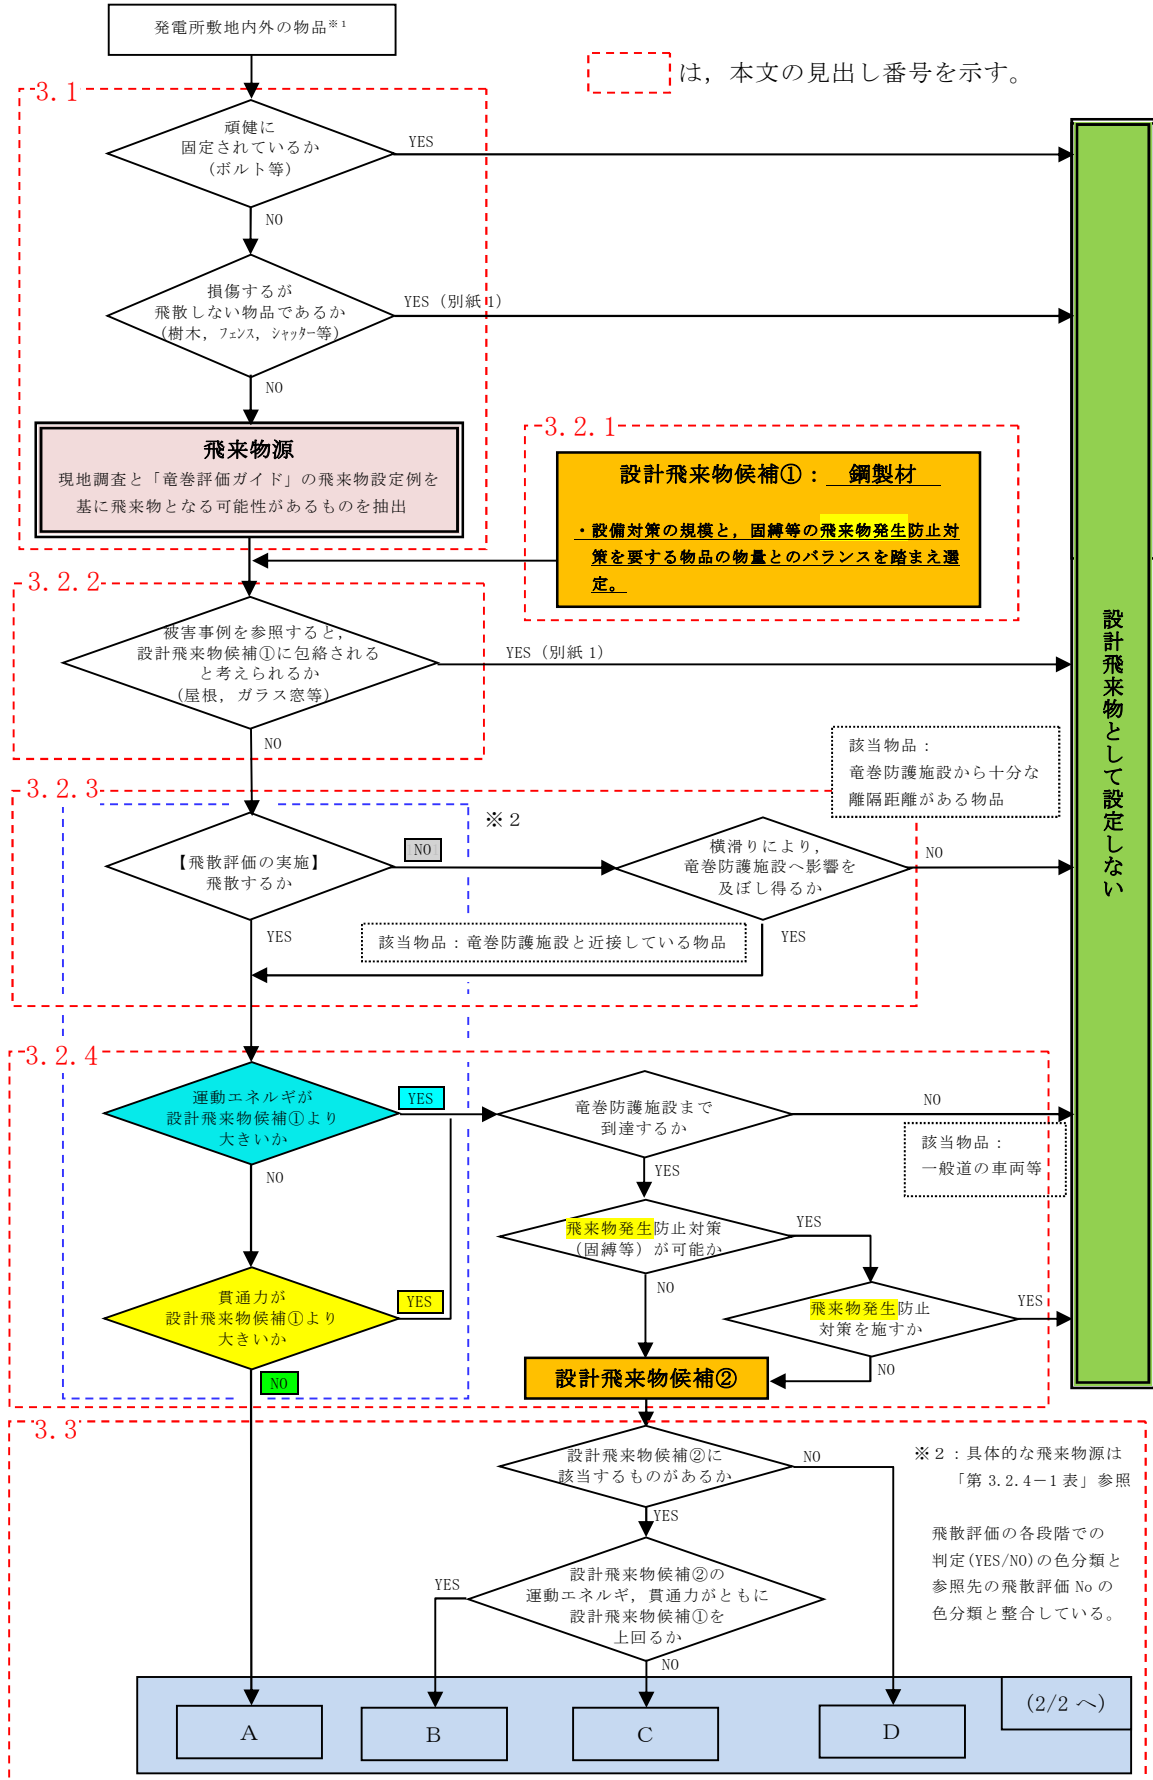 発電所敷地内外の物品※1
は，本文の見出し番号を示す。
3.1
頑健に
固定されているか
(ボルト等)
YES
NO
損傷するが
飛散しない物品であるか
(樹木，フェンス，シャッター等)
YES（別紙1）
NO
飛来物源
現地調査と「竜巻評価ガイド」の飛来物設定例を
基に飛来物となる可能性があるものを抽出
3.2.1
設計飛来物候補①：　鋼製材
・設備対策の規模と，固縛等の飛来物発生防止対
策を要する物品の物量とのバランスを踏まえ選
定。
3.2.2
被害事例を参照すると，
設計飛来物候補①に包絡される
と考えられるか
(屋根，ガラス窓等)
YES（別紙1）
NO
設計飛来物として設定しない
該当物品：
竜巻防護施設から十分な
離隔距離がある物品
3.2.3
※2
【飛散評価の実施】
飛散するか
NO
横滑りにより，
竜巻防護施設へ影響を
及ぼし得るか
NO
YES
該当物品：竜巻防護施設と近接している物品
YES
3.2.4
運動エネルギが
設計飛来物候補①より
大きいか
YES
NO
竜巻防護施設まで
到達するか
NO
該当物品：
一般道の車両等
YES
飛来物発生防止対策
（固縛等）が可能か
YES
NO
貫通力が
設計飛来物候補①より
大きいか
YES
NO
飛来物発生防止
対策を施すか
YES
NO
設計飛来物候補②
3.3
設計飛来物候補②に
該当するものがあるか
NO
YES
※2：具体的な飛来物源は
「第3.2.4－1表」参照
飛散評価の各段階での
判定(YES/NO)の色分類と
参照先の飛散評価Noの
色分類と整合している。
設計飛来物候補②の
運動エネルギ，貫通力がともに
設計飛来物候補①を
上回るか
YES
NO
(2/2へ)
A
B
C
D